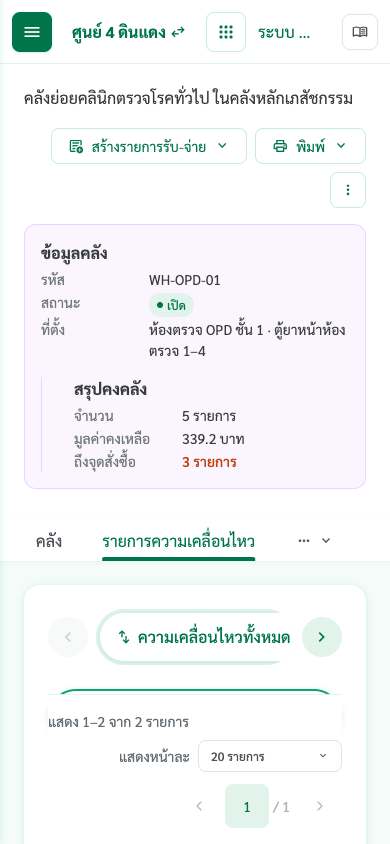 ศูนย์ 4 ดินแดง
ระบบ ...
คลังย่อยคลินิกตรวจโรคทั่วไป ในคลังหลักเภสัชกรรม
สร้างรายการรับ-จ่าย
พิมพ์
ข้อมูลคลัง
รหัส WH-OPD-01
สถานะ เปิด
ที่ตั้ง ห้องตรวจ OPD ชั้น 1 · ตู้ยาหน้าห้อง
ตรวจ 1–4
สรุปคงคลัง
จำนวน 5 รายการ
มูลค่าคงเหลือ 339.2 บาท
ถึงจุดสั่งซื้อ 3 รายการ
คลัง รายการความเคลื่อนไหว
ความเคลื่อนไหวทั้งหมด
แสดง 1–2 จาก 2 รายการ
แสดงหน้าละ 20 รายการ
1 / 1